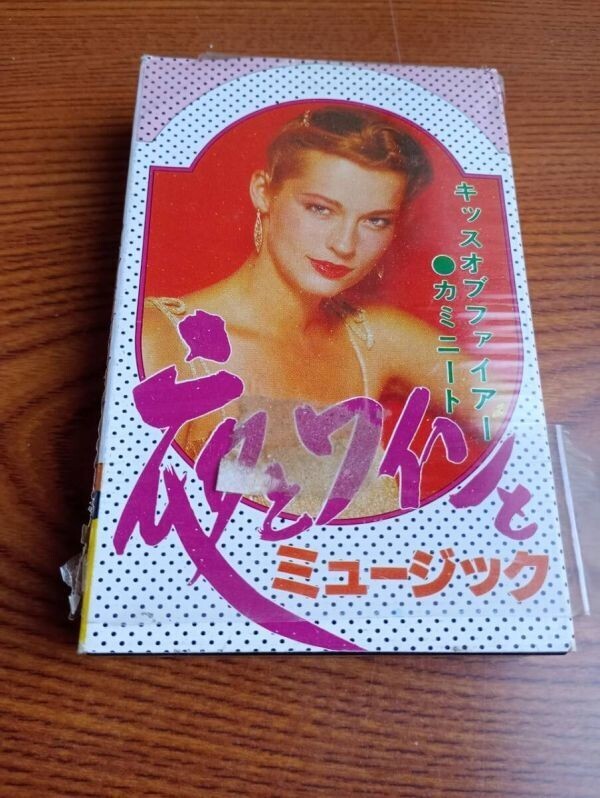 キッスオブファイアー
●カミニート
夜とワインと
ミュージック